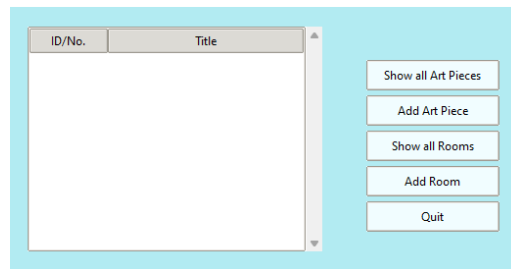 ID/No. Title
Show all Art Pieces
Add Art Piece
Show all Rooms
Add Room
Quit